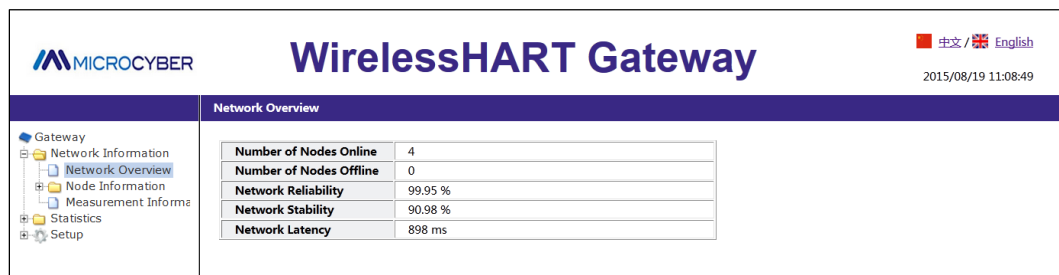 MICROCYBER
WirelessHART Gateway
中文 / English
2015/08/19 11:08:49
Network Overview
Gateway
Network Information
Network Overview
Node Information
Measurement Informa
Statistics
Setup
Number of Nodes Online 4
Number of Nodes Offline 0
Network Reliability 99.95 %
Network Stability 90.98 %
Network Latency 898 ms